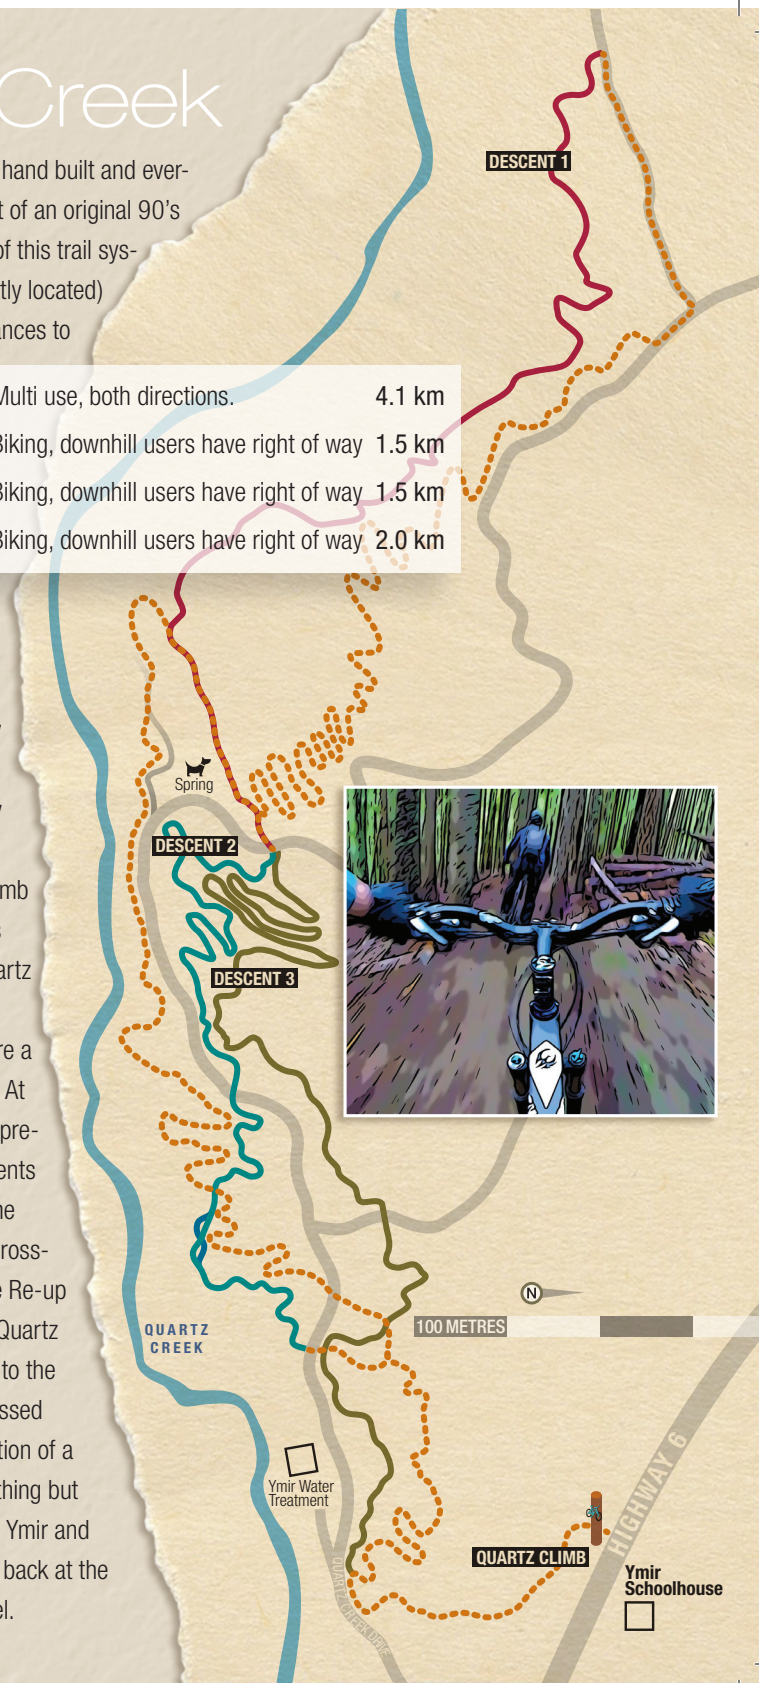 Creek
hand built and ever-
of an original 90's
of this trail sys-
tly located)
ances to
Multi use, both directions. 4.1 km
Biking, downhill users have right of way 1.5 km
Biking, downhill users have right of way 1.5 km
Biking, downhill users have right of way 2.0 km
mb
artz
re a
At
pre-
ents
ne
ross-
e Re-up
Quartz
to the
ssed
tion of a
thing but
Ymir and
back at the
el.
DESCENT 1
Spring
DESCENT 2
DESCENT 3
N
100 METRES
QUARTZ
CREEK
Ymir Water
Treatment
QUARTZ CLIMB
HIGHWAY 6
Ymir
Schoolhouse
QUARTZ CREEK DRIVE